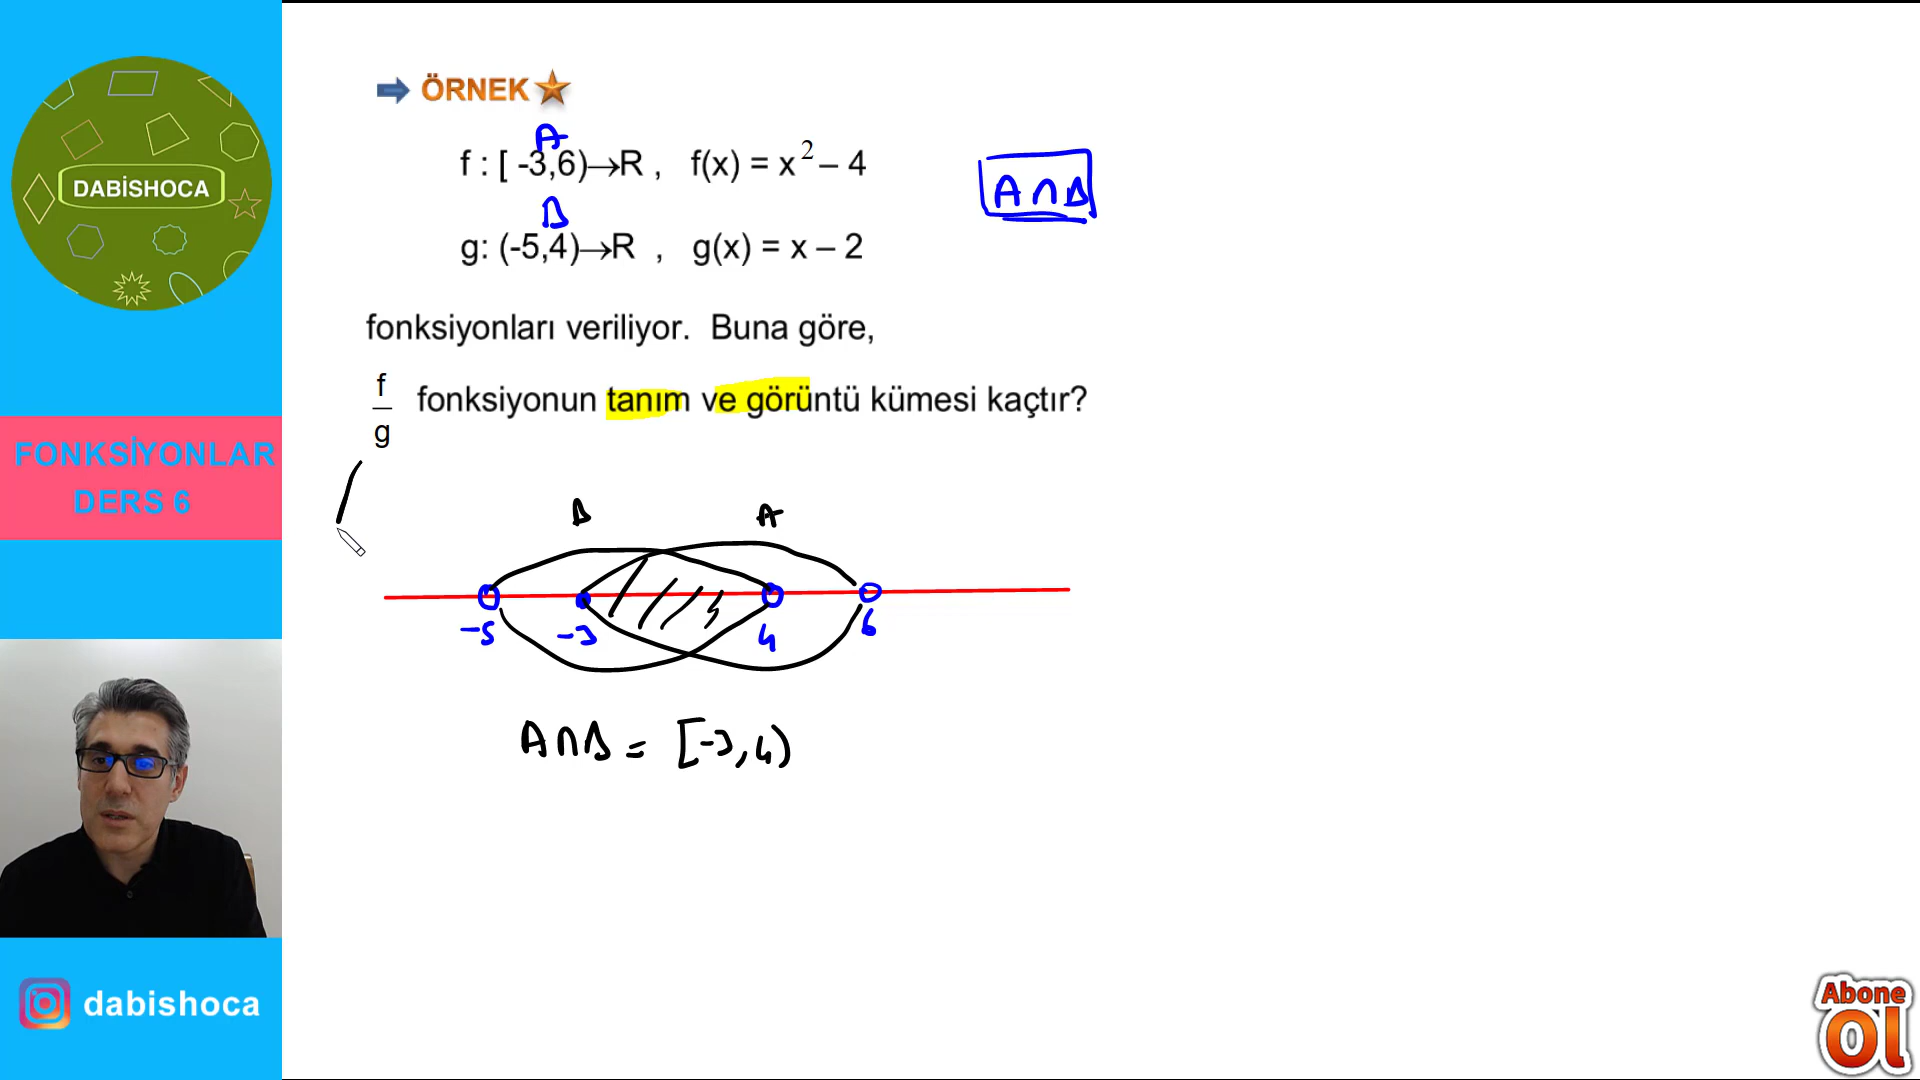 DABİSHOCA
FONKSİYONLAR
DERS 6
dabishoca
ÖRNEK
A
f : [ -3,6)→R ,   f(x) = x² – 4
B
g: (-5,4)→R  ,   g(x) = x – 2
A∩B
fonksiyonları veriliyor.  Buna göre,
f
g
fonksiyonun tanım ve görüntü kümesi kaçtır?
B A
-5 -3 4 6
A∩B = [-3,4)
Abone
Ol